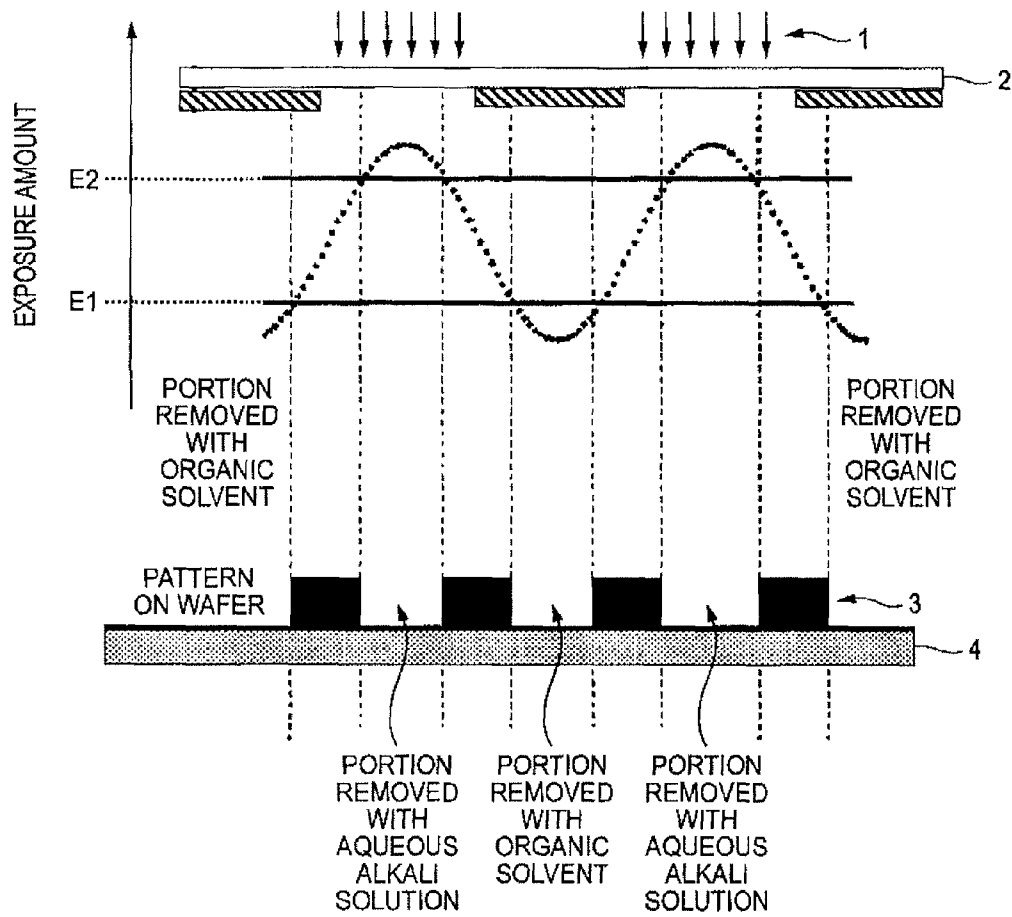 1
2
EXPOSURE AMOUNT
E2
E1
PORTION
REMOVED
WITH
ORGANIC
SOLVENT
PORTION
REMOVED
WITH
ORGANIC
SOLVENT
PATTERN
ON WAFER
3
4
PORTION
REMOVED
WITH
AQUEOUS
ALKALI
SOLUTION
PORTION
REMOVED
WITH
ORGANIC
SOLVENT
PORTION
REMOVED
WITH
AQUEOUS
ALKALI
SOLUTION